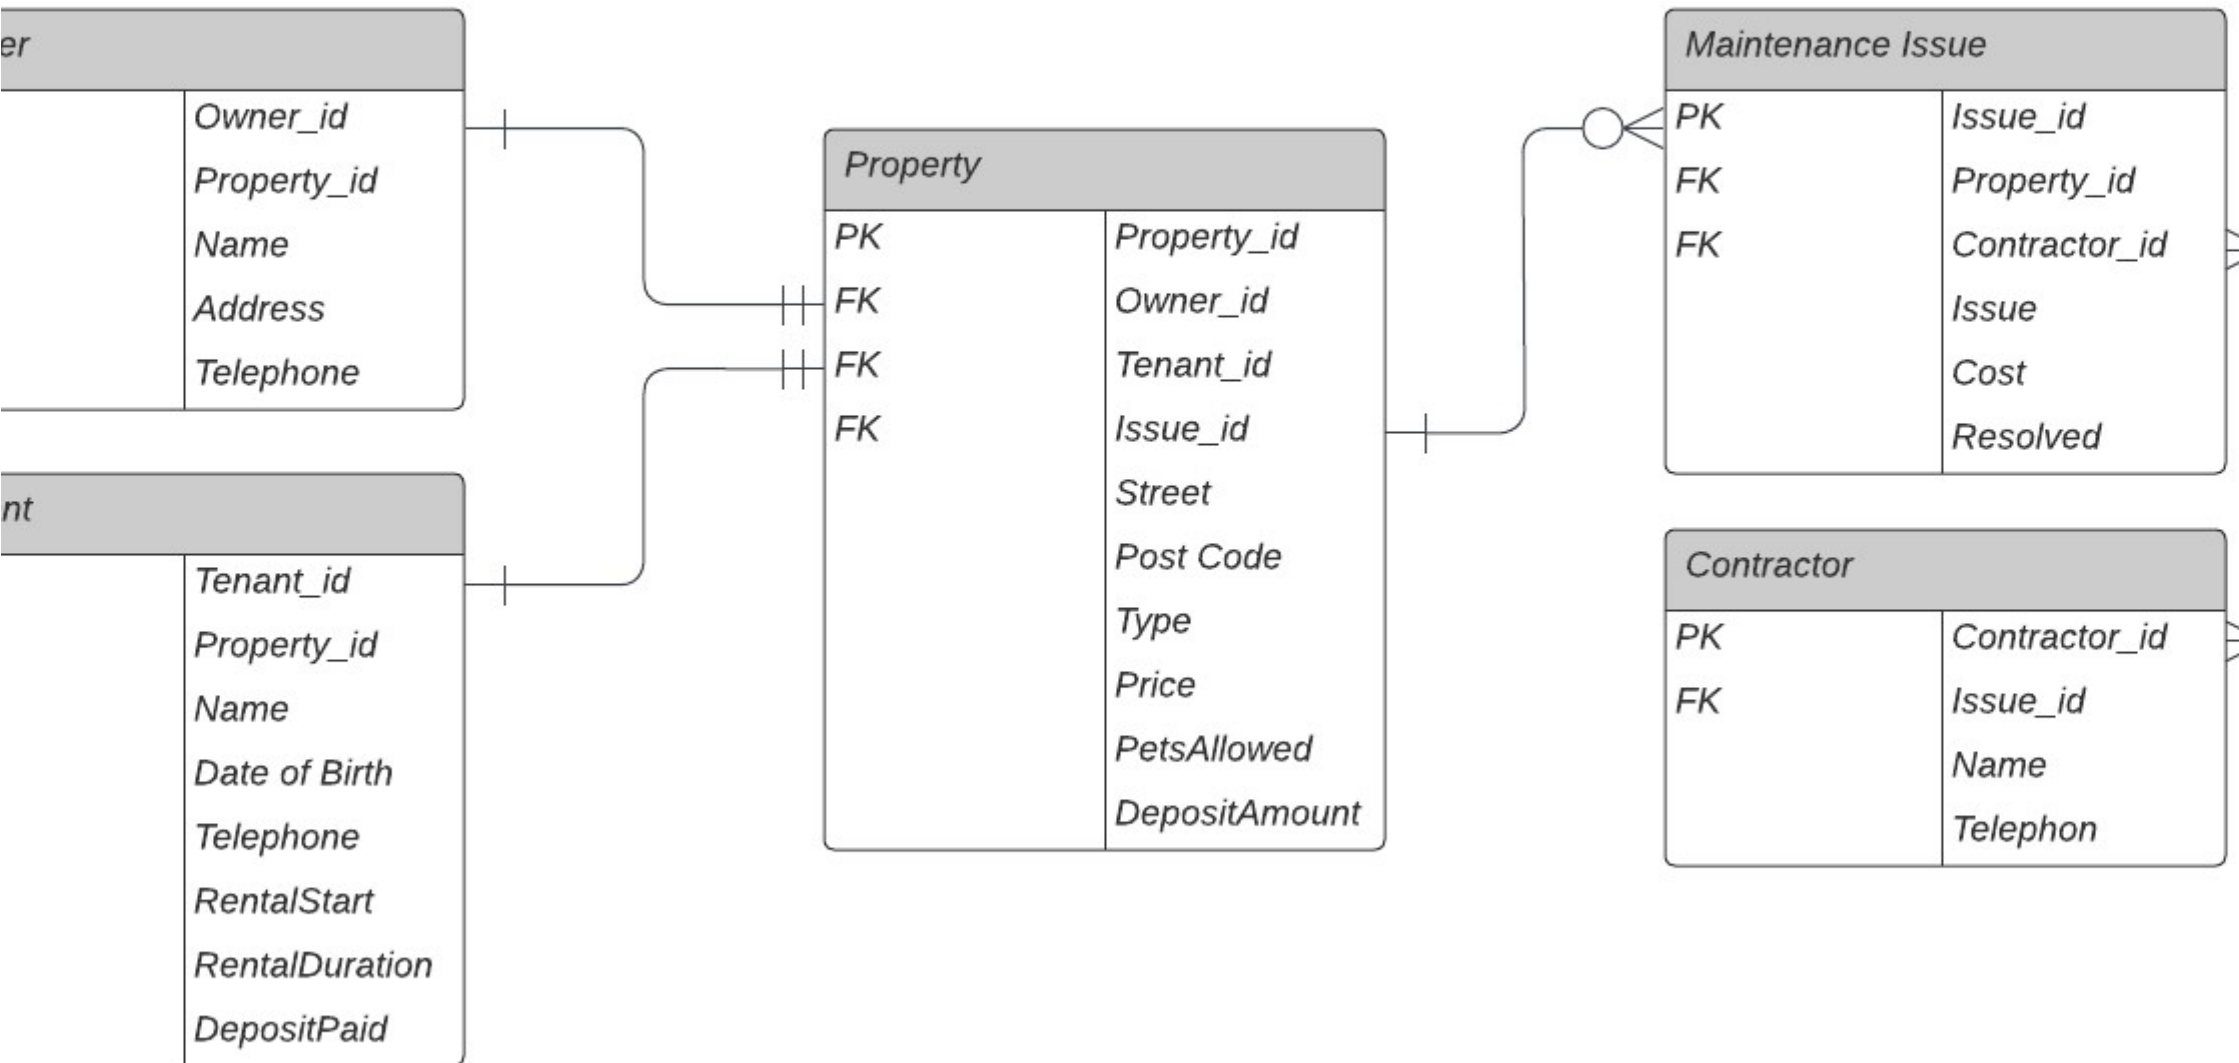 er
Owner_id
Property_id
Name
Address
Telephone
nt
Tenant_id
Property_id
Name
Date of Birth
Telephone
RentalStart
RentalDuration
DepositPaid
Property
PK Property_id
FK Owner_id
FK Tenant_id
FK Issue_id
Street
Post Code
Type
Price
PetsAllowed
DepositAmount
Maintenance Issue
PK Issue_id
FK Property_id
FK Contractor_id
Issue
Cost
Resolved
Contractor
PK Contractor_id
FK Issue_id
Name
Telephon